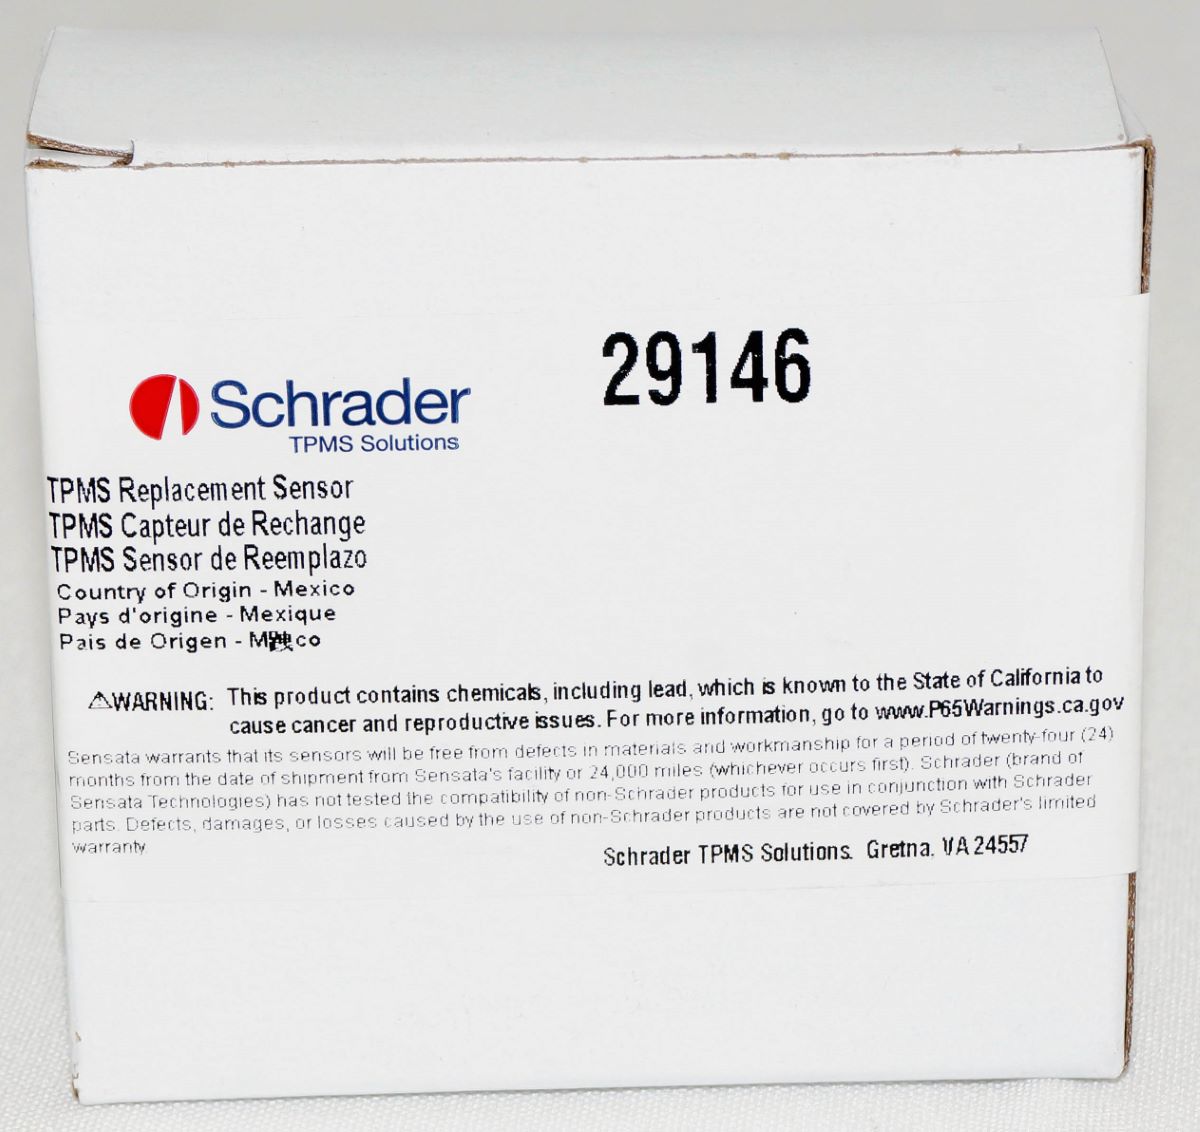 29146
Schrader
TPMS Solutions
TPMS Replacement Sensor
TPMS Capteur de Rechange
TPMS Sensor de Reemplazo
Country of Origin - Mexico
Pays d'origine - Mexique
Pais de Origen -
⚠WARNING: This product contains chemicals, including lead, which is known to the State of California to
cause cancer and reproductive issues. For more information, go to www.P65Warnings.ca.gov
Sensata warrants that its sensors will be free from defects in materials and workmanship for a period of twenty-four (24)
months from the date of shipment from Sensata's facility or 24,000 miles (whichever occurs first). Schrader (brand of
Sensata Technologies) has not tested the compatibility of non-Schrader products for use in conjunction with Schrader
parts. Defects, damages, or losses caused by the use of non-Schrader products are not covered by Schrader's limited
warranty.
Schrader TPMS Solutions. Gretna, VA 24557